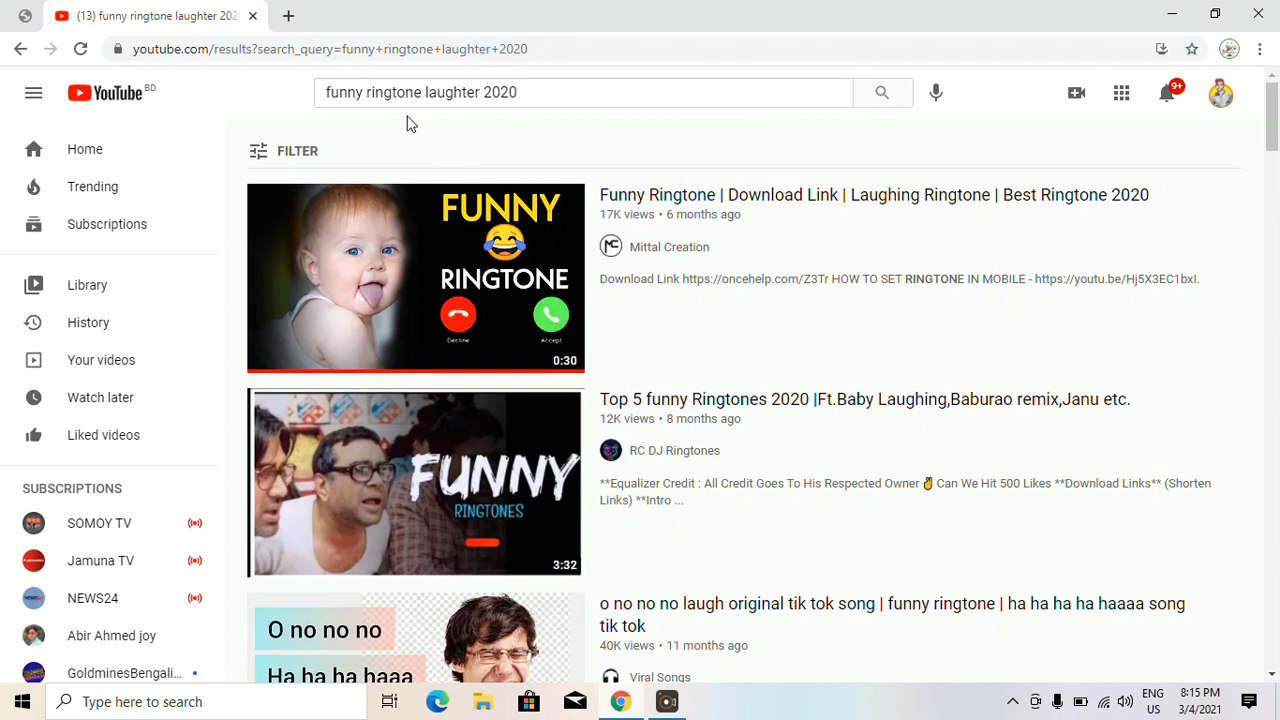 (13) funny ringtone laughter 202
youtube.com/results?search_query=funny+ringtone+laughter+2020
YouTube BD
funny ringtone laughter 2020
9+
Home
Trending
Subscriptions
Library
History
Your videos
Watch later
Liked videos
SUBSCRIPTIONS
SOMOY TV
Jamuna TV
NEWS24
Abir Ahmed joy
GoldminesBengali...
FILTER
FUNNY
RINGTONE
Decline
Accept
0:30
Funny Ringtone | Download Link | Laughing Ringtone | Best Ringtone 2020
17K views • 6 months ago
MC
Mittal Creation
Download Link https://oncehelp.com/Z3Tr HOW TO SET RINGTONE IN MOBILE - https://youtu.be/Hj5X3EC1bxI.
FUNNY
RINGTONES
3:32
Top 5 funny Ringtones 2020 |Ft.Baby Laughing,Baburao remix,Janu etc.
12K views • 8 months ago
RC DJ Ringtones
**Equalizer Credit : All Credit Goes To His Respected Owner ✌ Can We Hit 500 Likes **Download Links** (Shorten
Links) **Intro ...
O no no no
Ha ha ha haaa
o no no no laugh original tik tok song | funny ringtone | ha ha ha ha haaaa song
tik tok
40K views • 11 months ago
Viral Songs
Type here to search
ENG
US
8:15 PM
3/4/2021